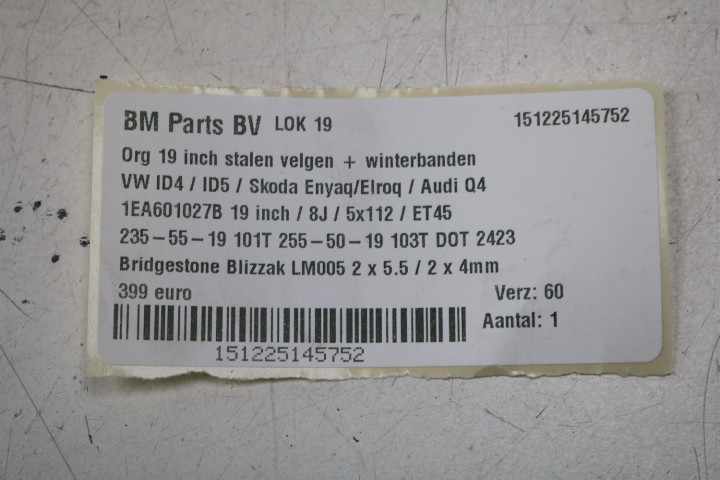 BM Parts BV LOK 19 151225145752
Org 19 inch stalen velgen + winterbanden
VW ID4 / ID5 / Skoda Enyaq/Elroq / Audi Q4
1EA601027B 19 inch / 8J / 5x112 / ET45
235-55-19 101T 255-50-19 103T DOT 2423
Bridgestone Blizzak LM005 2 x 5.5 / 2 x 4mm
399 euro Verz: 60
Aantal: 1
151225145752